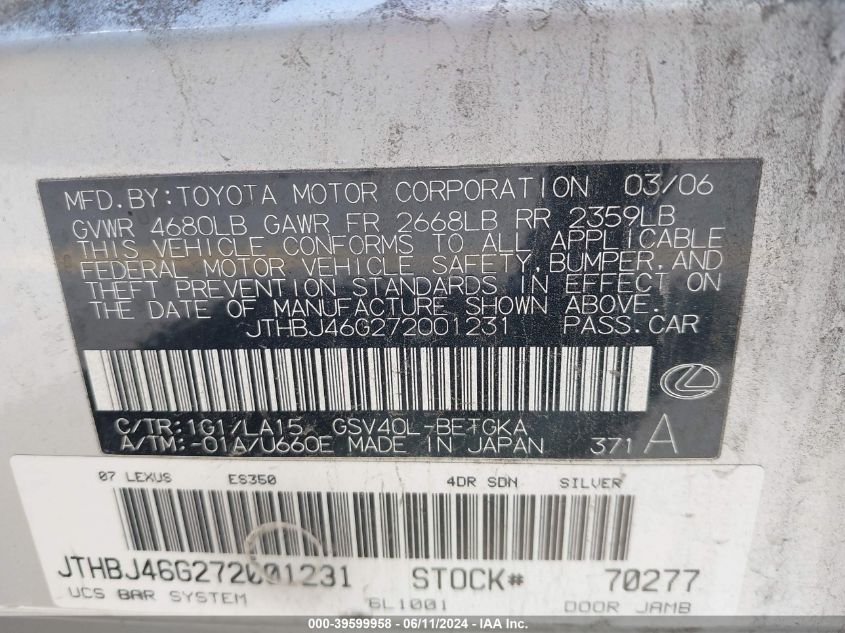 MFD.BY:TOYOTA MOTOR CORPORATION 03/06
GVWR 4680LB GAWR FR 2668LB RR 2359LB
THIS VEHICLE CONFORMS TO ALL APPLICABLE
FEDERAL MOTOR VEHICLE SAFETY, BUMPER, AND
THEFT PREVENTION STANDARDS IN EFFECT ON
THE DATE OF MANUFACTURE SHOWN ABOVE.
JTHBJ46G272001231 PASS.CAR
C/TR:1G1/LA15 GSV40L-BETGKA
A/TM:-01A/U660E MADE IN JAPAN 371 A
07 LEXUS ES350 4DR SDN SILVER
JTHBJ46G272001231 STOCK# 70277
UCS BAR SYSTEM 6L1001 DOOR JAMB
000-39599958 - 06/11/2024 - IAA Inc.